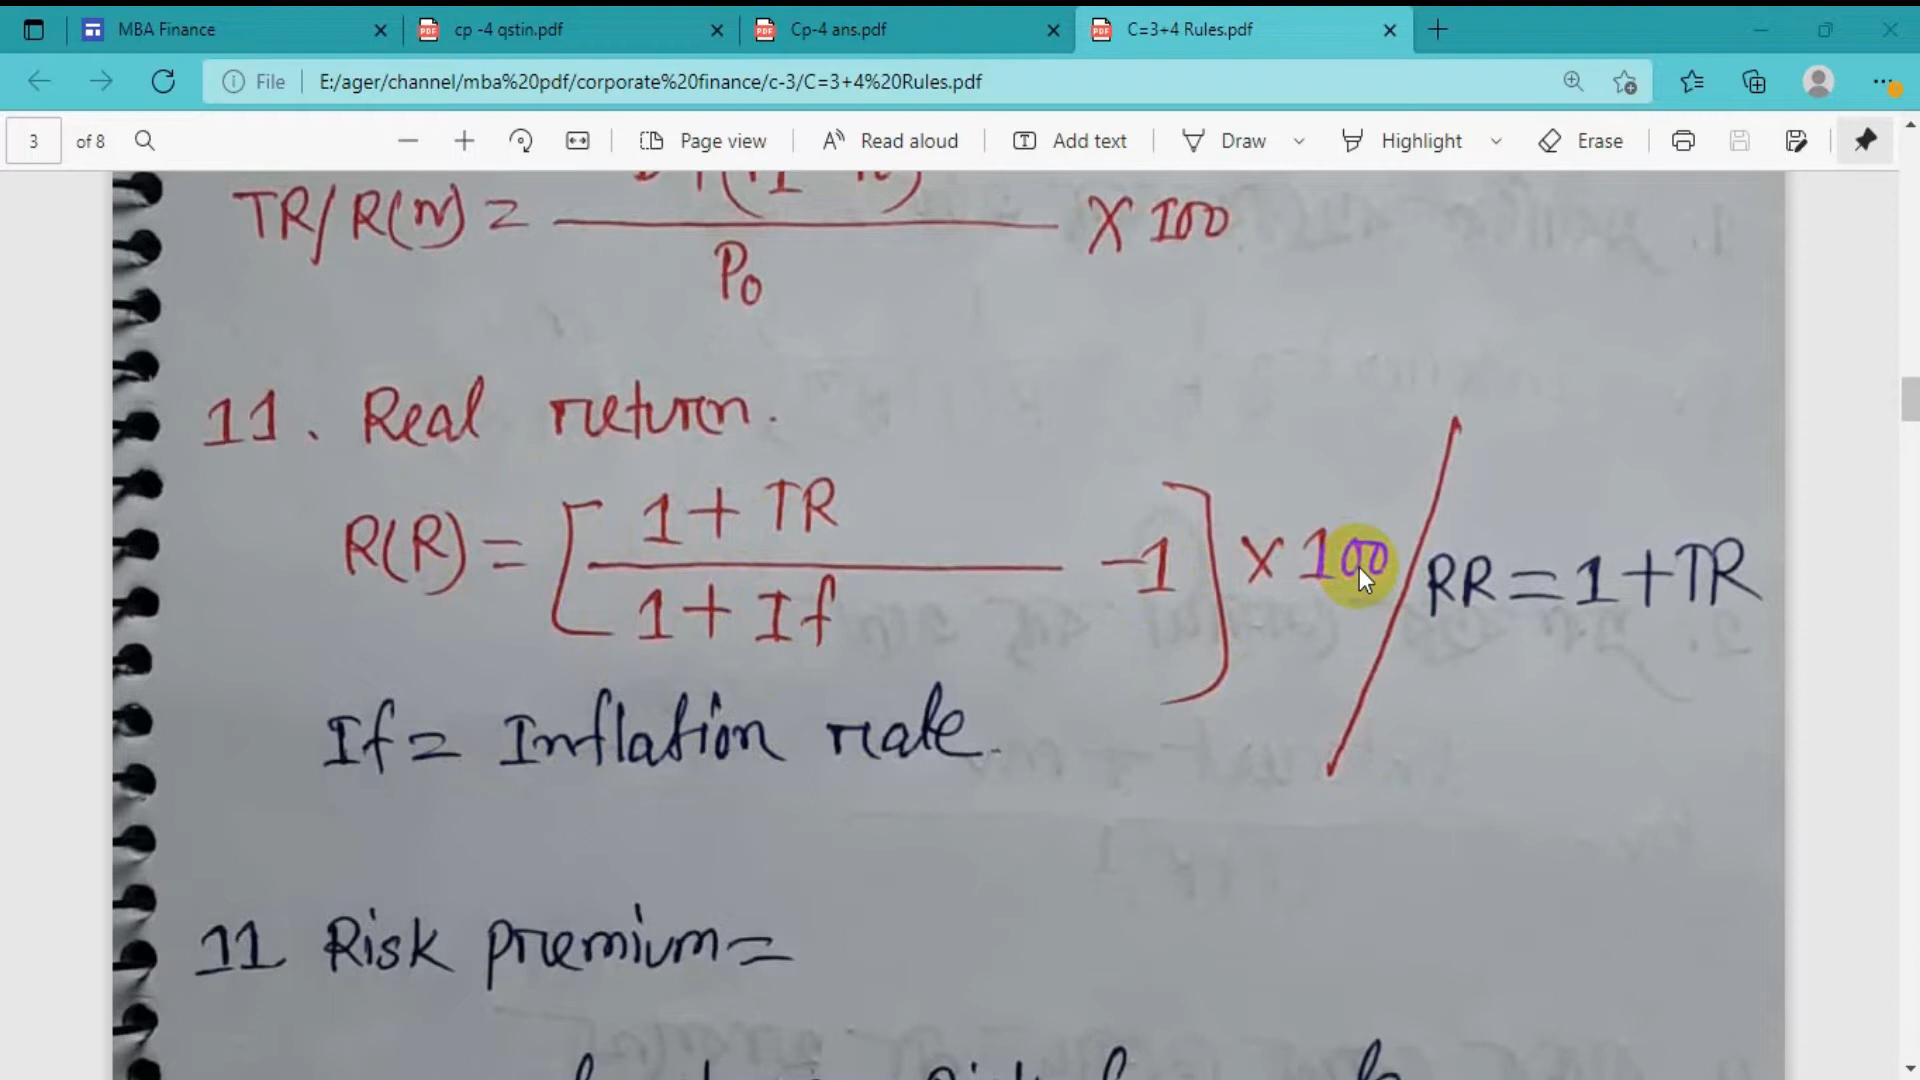 MBA Finance
cp -4 qstin.pdf
Cp-4 ans.pdf
C=3+4 Rules.pdf
File
E:/ager/channel/mba%20pdf/corporate%20finance/c-3/C=3+4%20Rules.pdf
3 of 8
Page view
Read aloud
Add text
Draw
Highlight
Erase
TR/R(N) = 
P0
X 100
11. Real return.
R(R) = [ 1 + TR
1 + If
-1 ] X 100 / RR = 1 + TR
If = Inflation rate.
11 Risk premium =